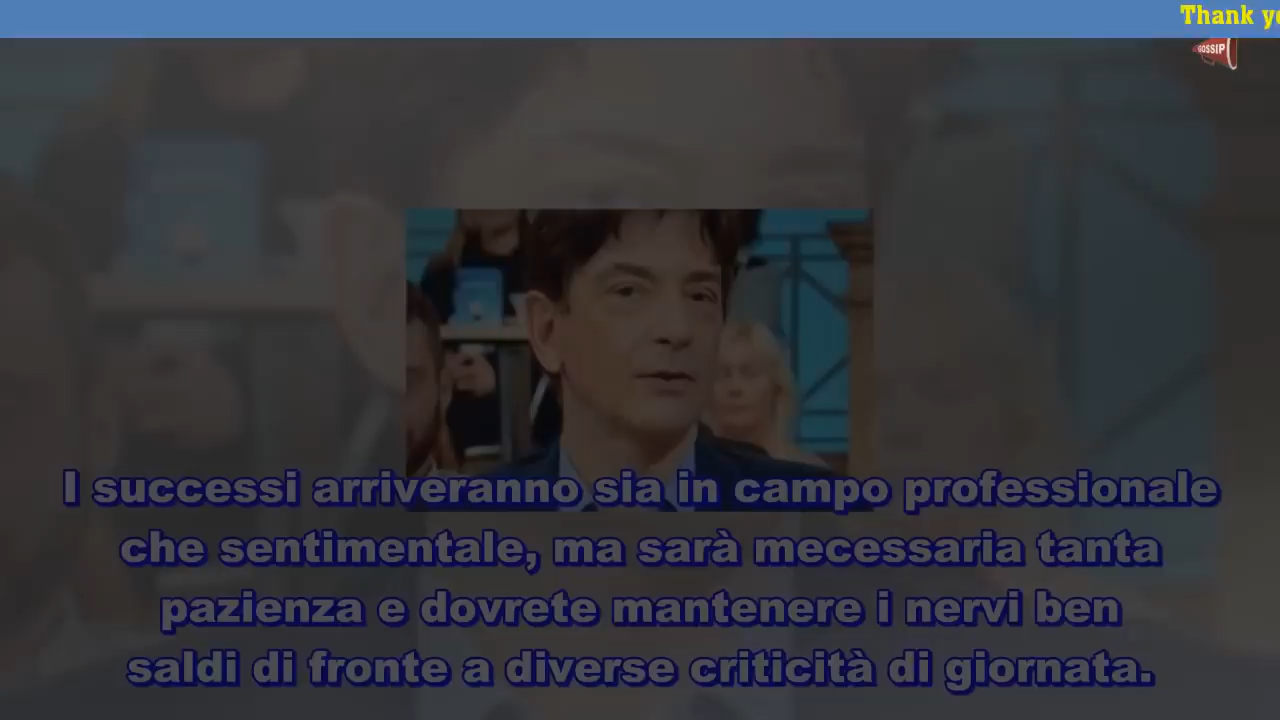 Thank yo
GOSSIP
I successi arriveranno sia in campo professionale
che sentimentale, ma sarà mecessaria tanta
pazienza e dovrete mantenere i nervi ben
saldi di fronte a diverse criticità di giornata.